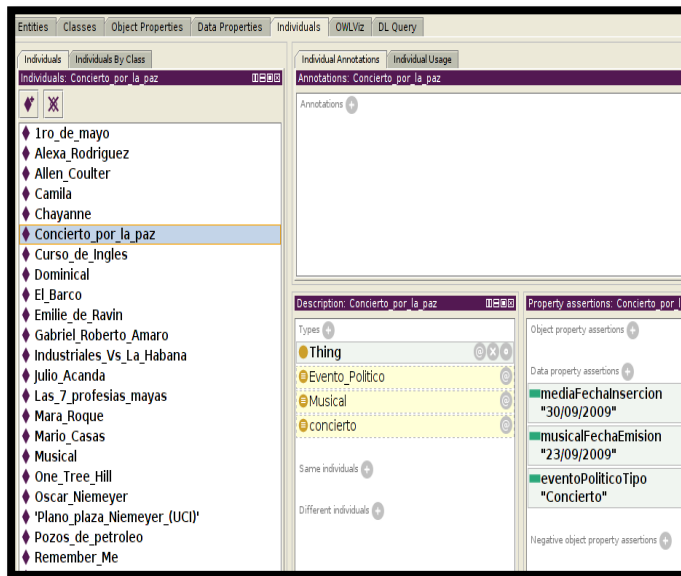 Entities Classes Object Properties Data Properties Individuals OWLViz DL Query
Individuals Individuals By Class
Individuals: Concierto_por_la_paz
1ro_de_mayo
Alexa_Rodriguez
Allen_Coulter
Camila
Chayanne
Concierto_por_la_paz
Curso_de_Ingles
Dominical
El_Barco
Emilie_de_Ravin
Gabriel_Roberto_Amaro
Industriales_Vs_La_Habana
Julio_Acanda
Las_7_profesias_mayas
Mara_Roque
Mario_Casas
Musical
One_Tree_Hill
Oscar_Niemeyer
'Plano_plaza_Niemeyer_(UCI)'
Pozos_de_petroleo
Remember_Me
Individual Annotations Individual Usage
Annotations: Concierto_por_la_paz
Annotations
Description: Concierto_por_la_paz
Types
Thing
Evento_Politico
Musical
concierto
Same individuals
Different individuals
Property assertions: Concierto_por_l
Object property assertions
Data property assertions
mediaFechaInsercion
"30/09/2009"
musicalFechaEmision
"23/09/2009"
eventoPoliticoTipo
"Concierto"
Negative object property assertions